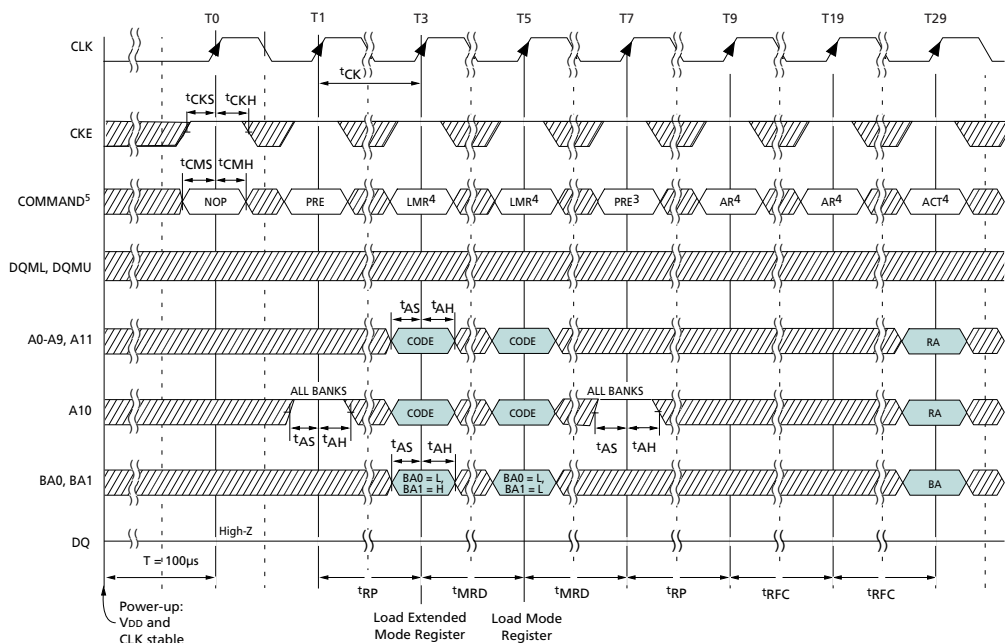 T0 T1 T3 T5 T7 T9 T19 T29
CLK
tCK
tCKS tCKH
CKE
tCMS tCMH
COMMAND5 NOP PRE LMR4 LMR4 PRE3 AR4 AR4 ACT4
DQML, DQMU
tAS tAH
A0-A9, A11 CODE CODE RA
ALL BANKS ALL BANKS
A10 CODE CODE RA
tAS tAH tAS tAH
tAS tAH
BA0, BA1 BA0 = L, BA1 = H BA0 = L, BA1 = L BA
High-Z
DQ
T = 100μs
tRP tMRD tMRD tRP tRFC tRFC
Power-up:
VDD and
CLK stable
Load Extended
Mode Register
Load Mode
Register